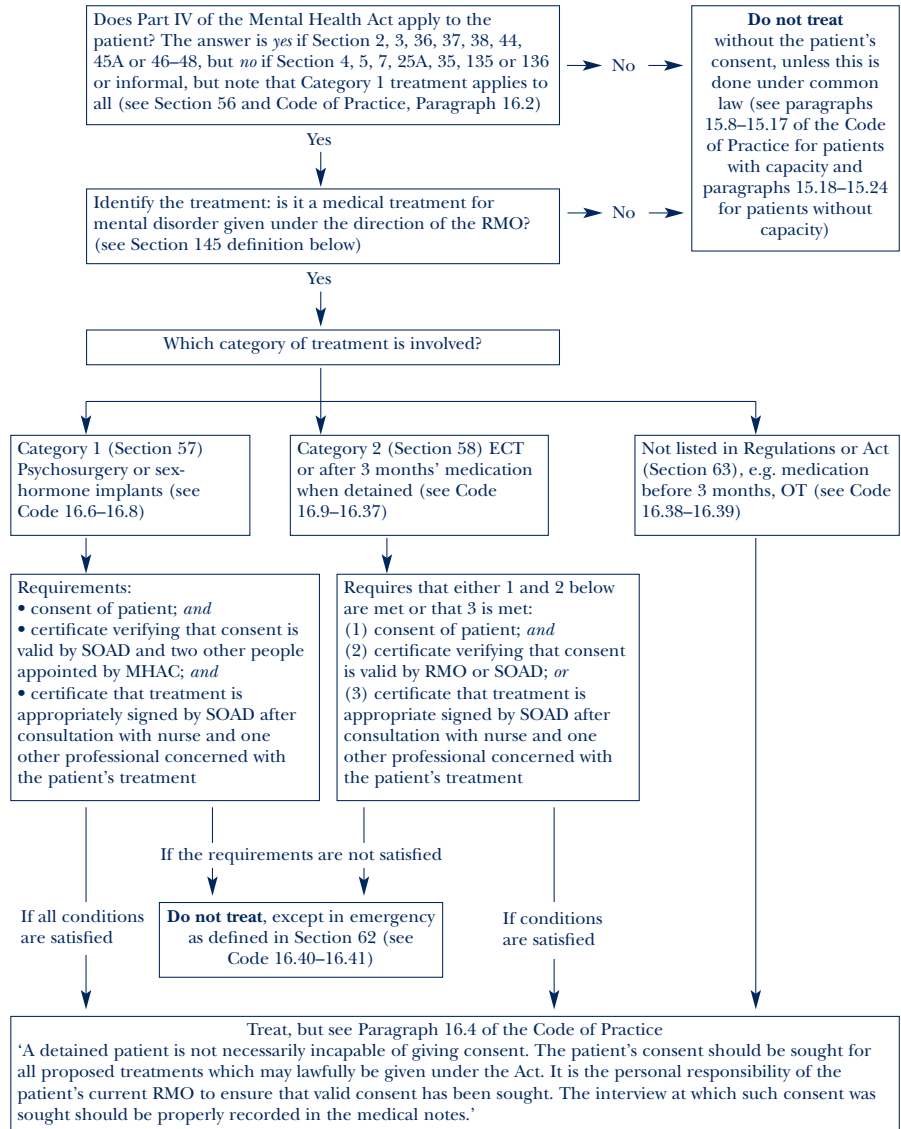 Does Part IV of the Mental Health Act apply to the
patient? The answer is yes if Section 2, 3, 36, 37, 38, 44,
45A or 46–48, but no if Section 4, 5, 7, 25A, 35, 135 or 136
or informal, but note that Category 1 treatment applies to
all (see Section 56 and Code of Practice, Paragraph 16.2)
No
Do not treat
without the patient's
consent, unless this is
done under common
law (see paragraphs
15.8–15.17 of the Code
of Practice for patients
with capacity and
paragraphs 15.18–15.24
for patients without
capacity)
Yes
Identify the treatment: is it a medical treatment for
mental disorder given under the direction of the RMO?
(see Section 145 definition below)
No
Yes
Which category of treatment is involved?
Category 1 (Section 57)
Psychosurgery or sex-
hormone implants (see
Code 16.6–16.8)
Category 2 (Section 58) ECT
or after 3 months' medication
when detained (see Code
16.9–16.37)
Not listed in Regulations or Act
(Section 63), e.g. medication
before 3 months, OT (see Code
16.38–16.39)
Requirements:
• consent of patient; and
• certificate verifying that consent is
valid by SOAD and two other people
appointed by MHAC; and
• certificate that treatment is
appropriately signed by SOAD after
consultation with nurse and one
other professional concerned with
the patient's treatment
Requires that either 1 and 2 below
are met or that 3 is met:
(1) consent of patient; and
(2) certificate verifying that consent
is valid by RMO or SOAD; or
(3) certificate that treatment is
appropriate signed by SOAD after
consultation with nurse and one
other professional concerned with
the patient's treatment
If the requirements are not satisfied
If all conditions
are satisfied
Do not treat, except in emergency
as defined in Section 62 (see
Code 16.40–16.41)
If conditions
are satisfied
Treat, but see Paragraph 16.4 of the Code of Practice
'A detained patient is not necessarily incapable of giving consent. The patient's consent should be sought for
all proposed treatments which may lawfully be given under the Act. It is the personal responsibility of the
patient's current RMO to ensure that valid consent has been sought. The interview at which such consent was
sought should be properly recorded in the medical notes.'